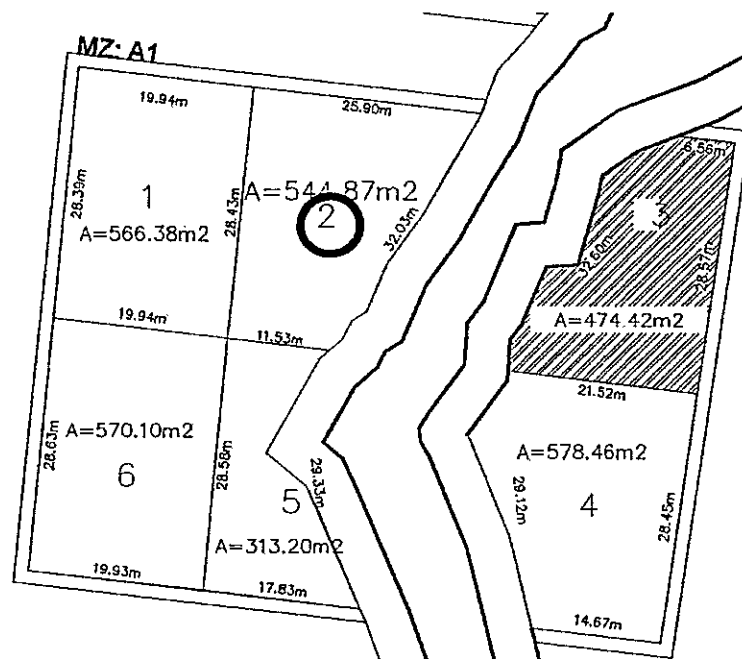 MZ: A1
19.94m
25.90m
6.56m
28.39m
1
28.43m
A=544.87m2
2
32.03m
3
A=566.38m2
32.60m
28.57m
19.94m
11.53m
A=474.42m2
21.52m
A=570.10m2
28.63m
6
28.58m
29.33m
5
A=578.46m2
29.12m
4
28.45m
A=313.20m2
19.93m
17.83m
14.67m